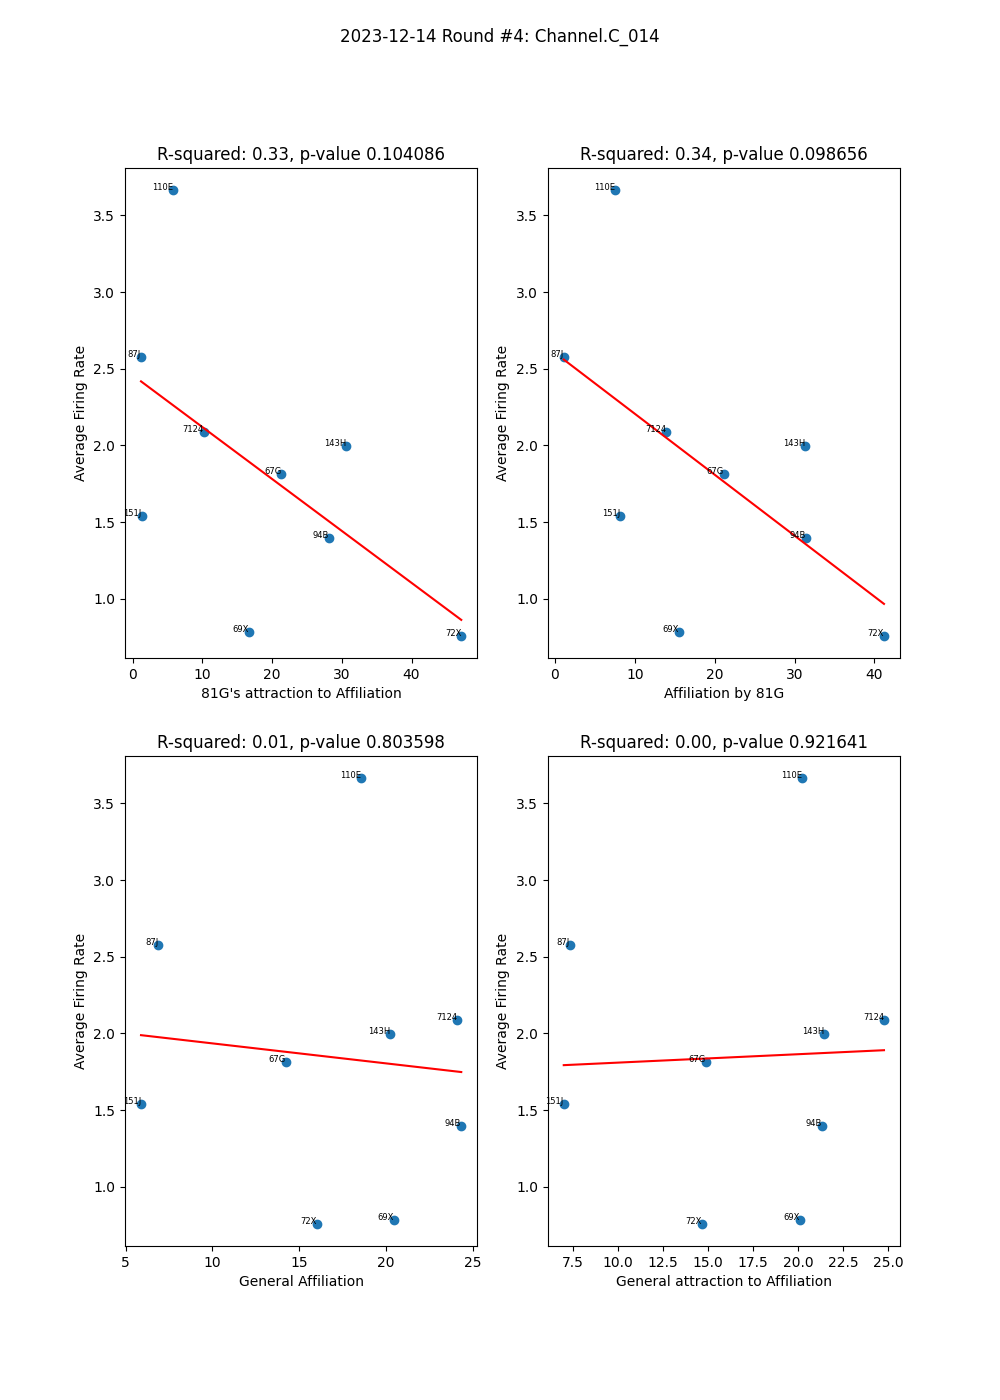 2023-12-14 Round #4: Channel.C_014
R-squared: 0.33, p-value 0.104086
R-squared: 0.34, p-value 0.098656
110E
110E
3.5
3.5
3.0
3.0
87J
87J
2.5
2.5
Average Firing Rate
Average Firing Rate
7124
7124
143H
143H
2.0
2.0
67G
67G
151J
151J
1.5
1.5
94B
94B
1.0
1.0
69X
69X
72X
72X
0 10 20 30 40
0 10 20 30 40
81G's attraction to Affiliation
Affiliation by 81G
R-squared: 0.01, p-value 0.803598
R-squared: 0.00, p-value 0.921641
110E
110E
3.5
3.5
3.0
3.0
87J
87J
2.5
2.5
Average Firing Rate
Average Firing Rate
7124
7124
143H
143H
2.0
2.0
67G
67G
151J
151J
1.5
1.5
94B
94B
1.0
1.0
72X
69X
72X
69X
5 10 15 20 25
7.5 10.0 12.5 15.0 17.5 20.0 22.5 25.0
General Affiliation
General attraction to Affiliation